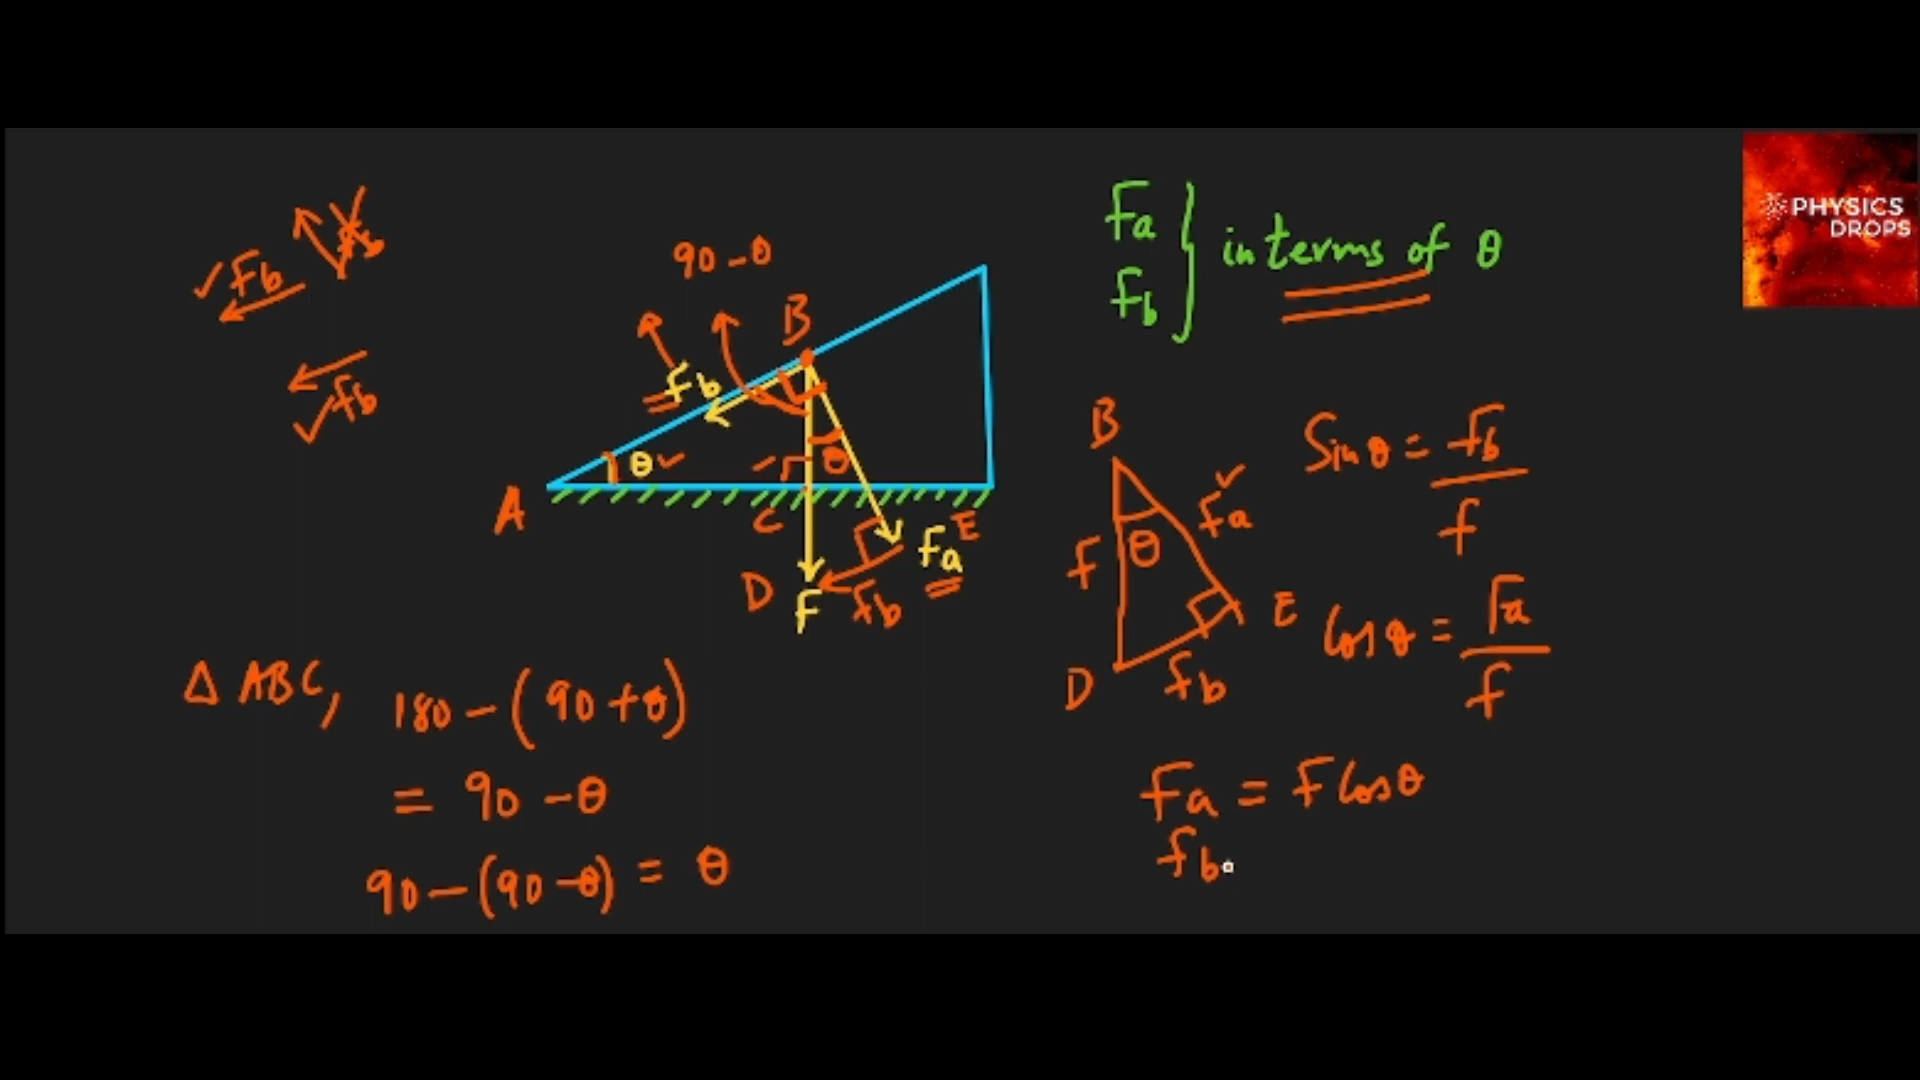 Fa
Fb
in terms of θ
PHYSICS
DROPS
Fb
Fb
90 - θ
B
Fb
θ
θ
A
C
E
Fa
D
F
Fb
Fb
B
F
θ
Fa
E
D
Fb
Sin θ = Fb / F
Cos θ = Fa / F
Δ ABC, 180 - (90 + θ)
= 90 - θ
90 - (90 - θ) = θ
Fa = F Cos θ
Fb